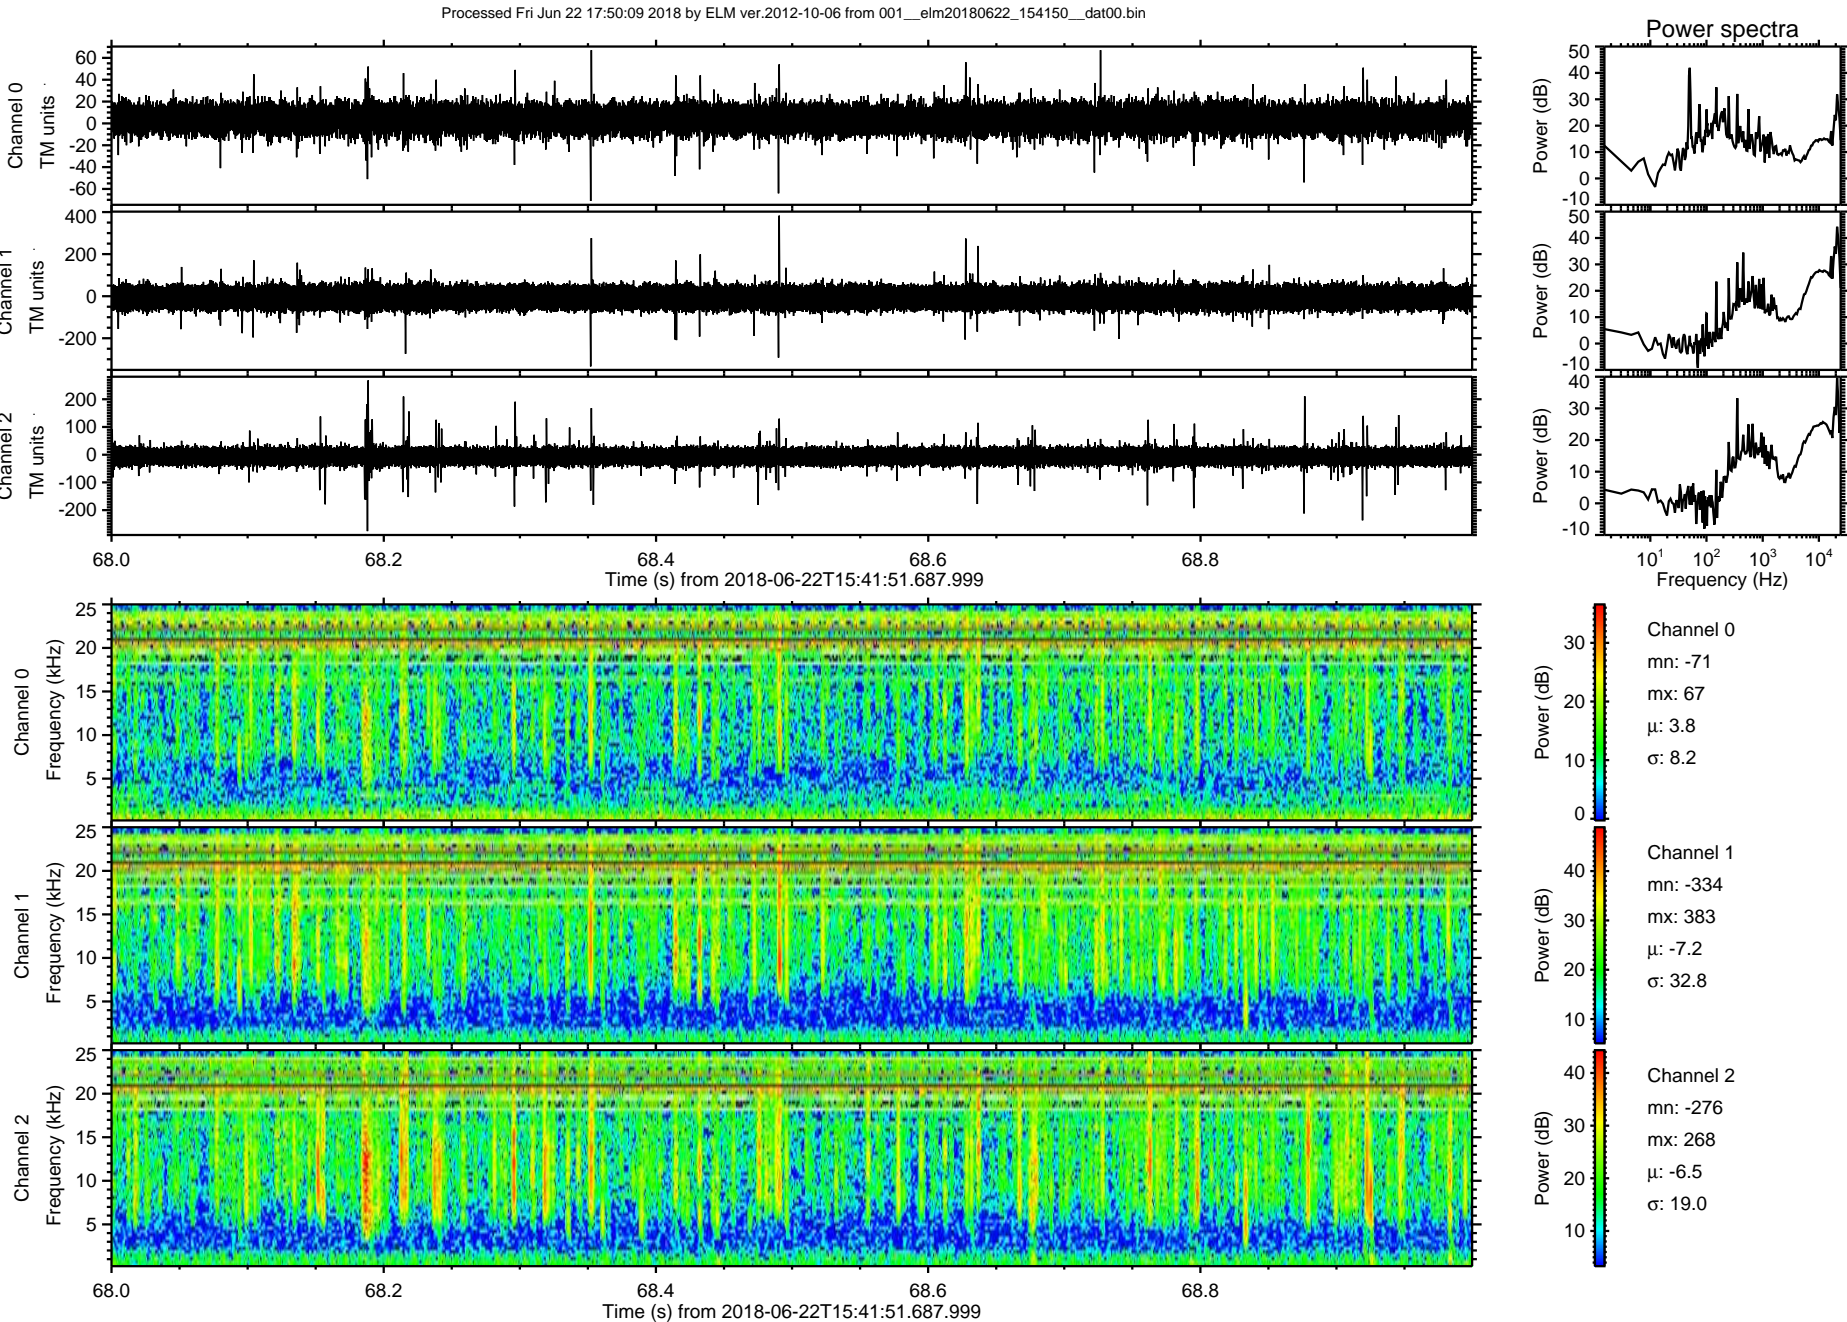 Processed Fri Jun 22 17:50:09 2018 by ELM ver.2012-10-06 from 001__elm20180622_154150__dat00.bin
Power spectra
Channel 0
TM units
60
40
20
0
-20
-40
-60
Power (dB)
50
40
30
20
10
0
-10
Channel 1
TM units
400
200
0
-200
Power (dB)
50
40
30
20
10
0
-10
Channel 2
TM units
200
100
0
-100
-200
Power (dB)
40
30
20
10
0
-10
68.0 68.2 68.4 68.6 68.8
Time (s) from 2018-06-22T15:41:51.687.999
10¹ 10² 10³ 10⁴
Frequency (Hz)
Channel 0
Frequency (kHz)
25
20
15
10
5
Power (dB)
30
20
10
0
Channel 0
mn: -71
mx: 67
μ: 3.8
σ: 8.2
Channel 1
Frequency (kHz)
25
20
15
10
5
Power (dB)
40
30
20
10
Channel 1
mn: -334
mx: 383
μ: -7.2
σ: 32.8
Channel 2
Frequency (kHz)
25
20
15
10
5
Power (dB)
40
30
20
10
Channel 2
mn: -276
mx: 268
μ: -6.5
σ: 19.0
68.0 68.2 68.4 68.6 68.8
Time (s) from 2018-06-22T15:41:51.687.999